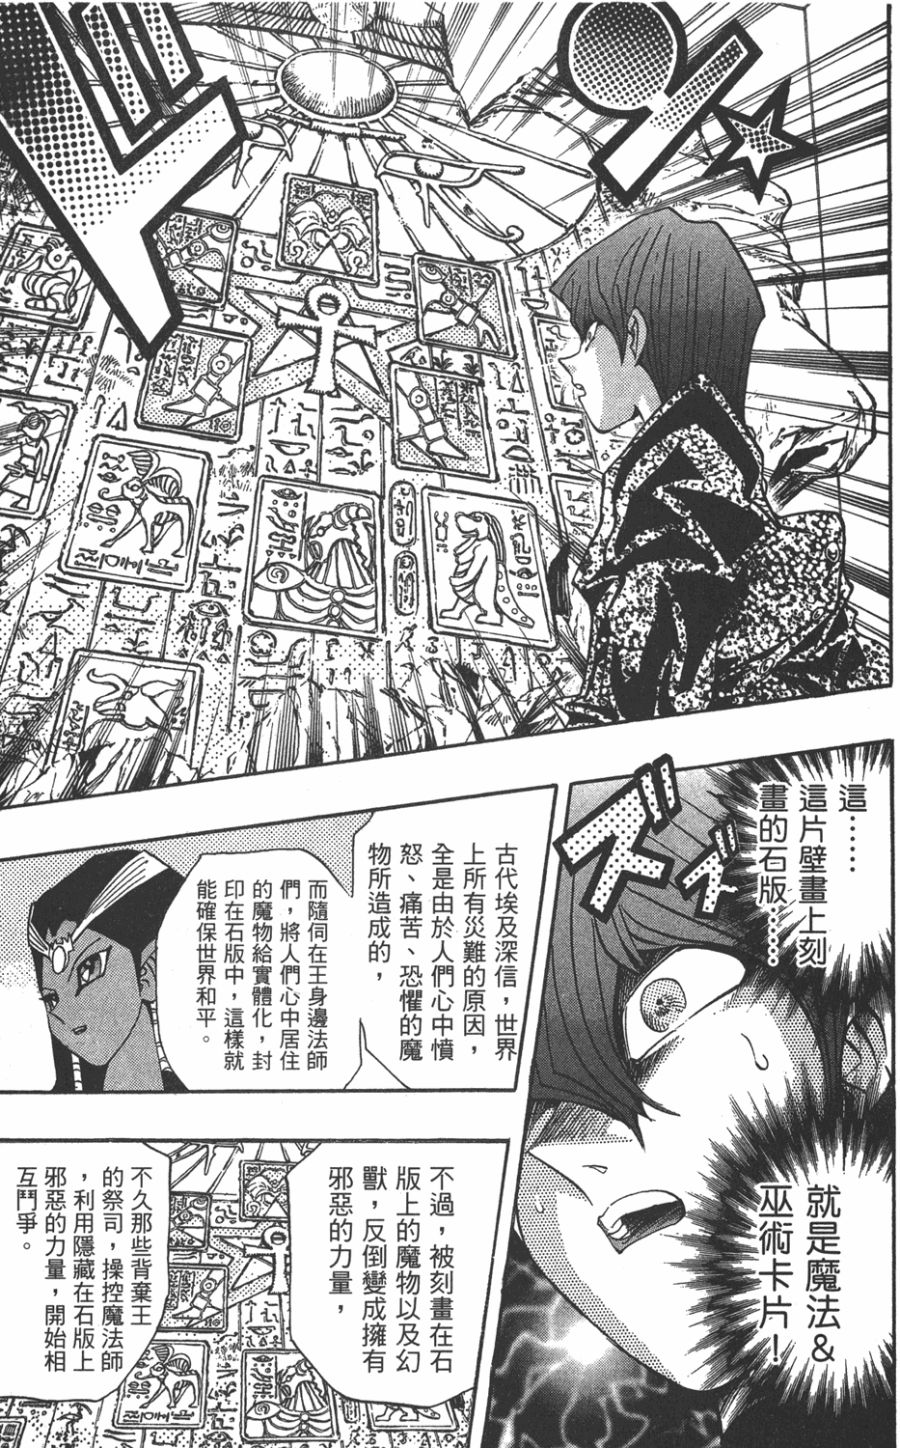 ドン☆
這……
這片壁畫上刻
畫的石版……
ズズ
就是魔法&
巫術卡片!
古代埃及深信,世界
上所有災難的原因,
全是由於人們心中憤
怒、痛苦、恐懼的魔
物所造成的,
而隨伺在王身邊法師
們,將人們心中居住
的魔物給實體化,封
印在石版中,這樣就
能確保世界和平。
不過,被刻畫在石
版上的魔物以及幻
獸,反倒變成擁有
邪惡的力量,
不久那些背棄王
的祭司,操控魔法師
,利用隱藏在石版上
邪惡的力量,開始相
互鬥爭。